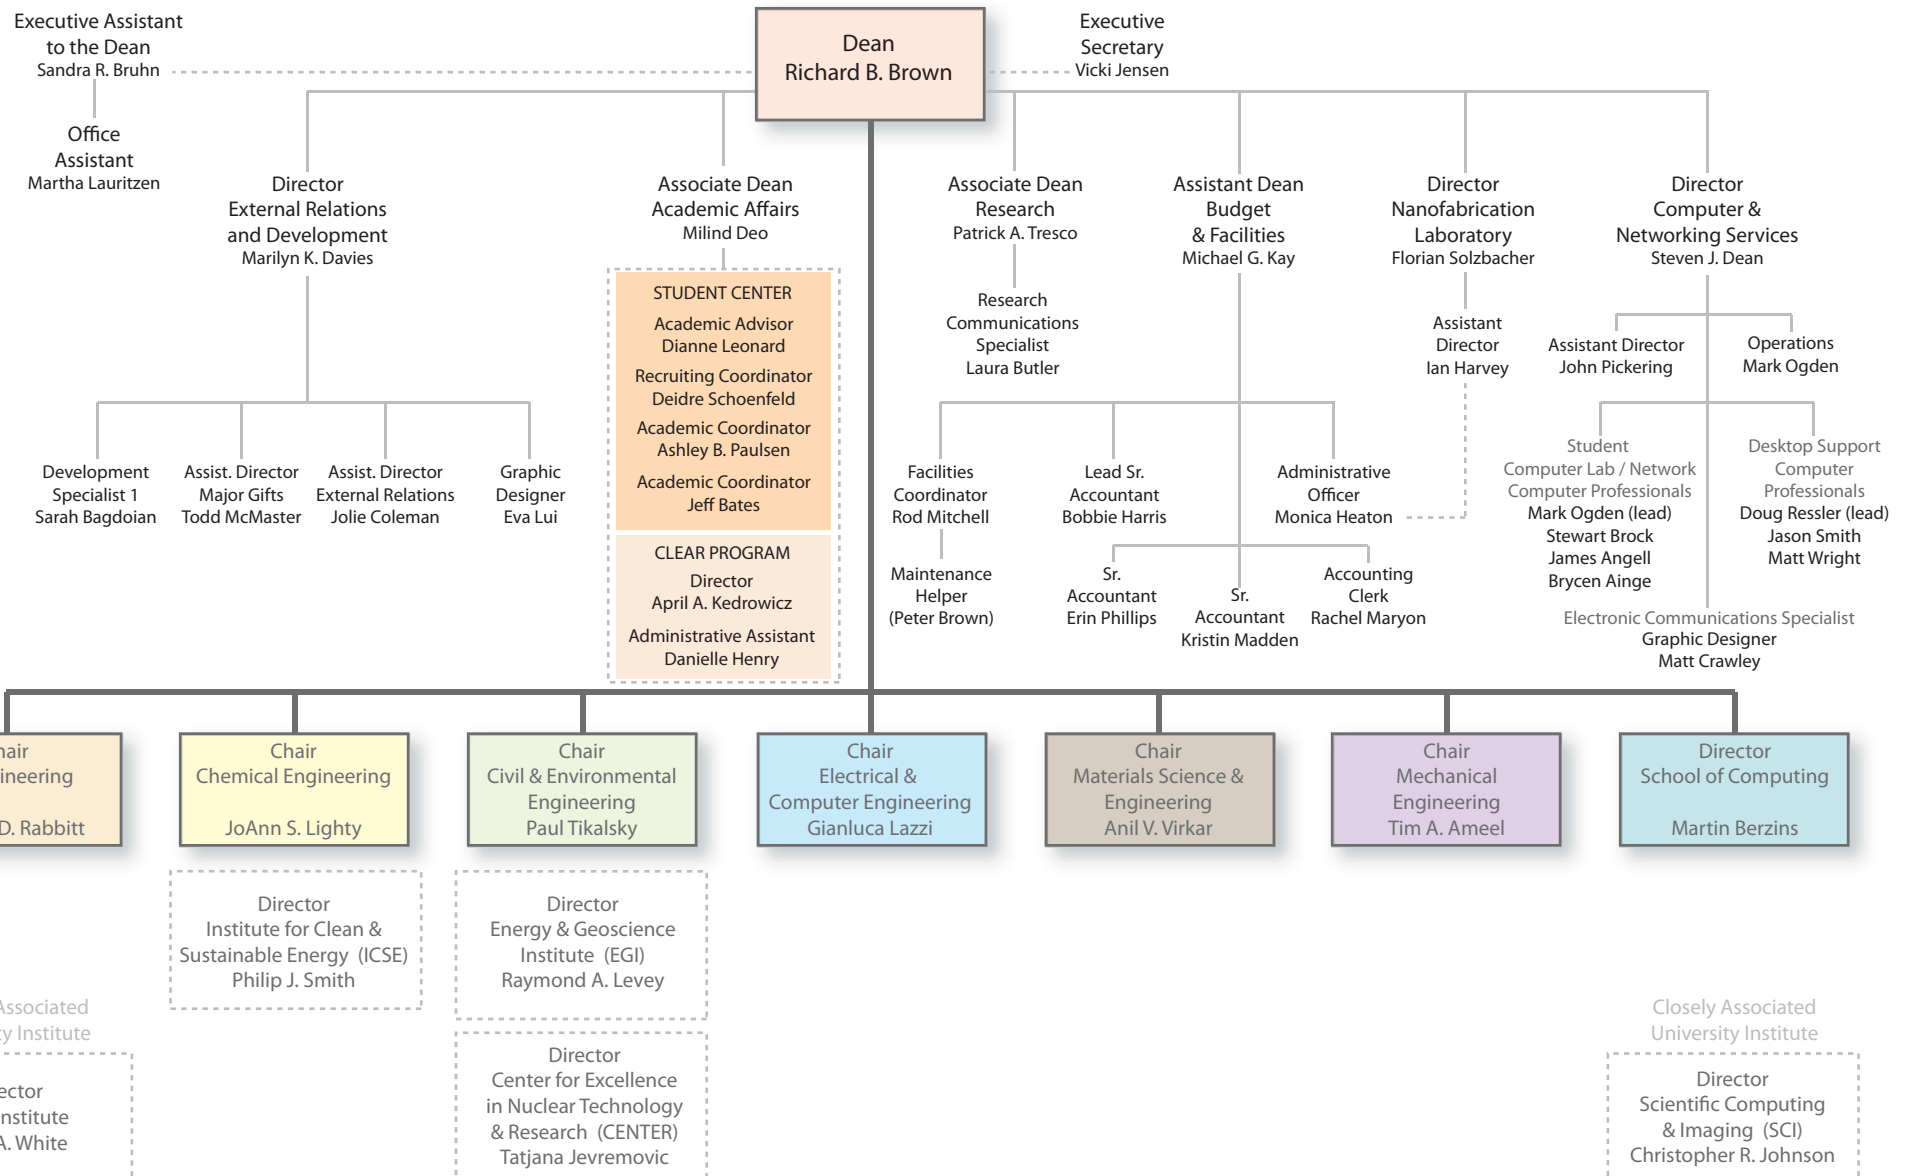 Executive Assistant
to the Dean
Sandra R. Bruhn
Office
Assistant
Martha Lauritzen
Dean
Richard B. Brown
Executive
Secretary
Vicki Jensen
Director
External Relations
and Development
Marilyn K. Davies
Associate Dean
Academic Affairs
Milind Deo
Associate Dean
Research
Patrick A. Tresco
Assistant Dean
Budget
& Facilities
Michael G. Kay
Director
Nanofabrication
Laboratory
Florian Solzbacher
Director
Computer &
Networking Services
Steven J. Dean
Development
Specialist 1
Sarah Bagdoian
Assist. Director
Major Gifts
Todd McMaster
Assist. Director
External Relations
Jolie Coleman
Graphic
Designer
Eva Lui
STUDENT CENTER
Academic Advisor
Dianne Leonard
Recruiting Coordinator
Deidre Schoenfeld
Academic Coordinator
Ashley B. Paulsen
Academic Coordinator
Jeff Bates
CLEAR PROGRAM
Director
April A. Kedrowicz
Administrative Assistant
Danielle Henry
Research
Communications
Specialist
Laura Butler
Facilities
Coordinator
Rod Mitchell
Maintenance
Helper
(Peter Brown)
Lead Sr.
Accountant
Bobbie Harris
Administrative
Officer
Monica Heaton
Sr.
Accountant
Erin Phillips
Sr.
Accountant
Kristin Madden
Accounting
Clerk
Rachel Maryon
Assistant
Director
Ian Harvey
Assistant Director
John Pickering
Operations
Mark Ogden
Student
Computer Lab / Network
Computer Professionals
Mark Ogden (lead)
Stewart Brock
James Angell
Brycen Ainge
Desktop Support
Computer
Professionals
Doug Ressler (lead)
Jason Smith
Matt Wright
Electronic Communications Specialist
Graphic Designer
Matt Crawley
D. Rabbitt
Chair
Chemical Engineering
JoAnn S. Lighty
Chair
Civil & Environmental
Engineering
Paul Tikalsky
Chair
Electrical &
Computer Engineering
Gianluca Lazzi
Chair
Materials Science &
Engineering
Anil V. Virkar
Chair
Mechanical
Engineering
Tim A. Ameel
Director
School of Computing
Martin Berzins
Associated
Institute
A. White
Director
Institute for Clean &
Sustainable Energy (ICSE)
Philip J. Smith
Director
Energy & Geoscience
Institute (EGI)
Raymond A. Levey
Director
Center for Excellence
in Nuclear Technology
& Research (CENTER)
Tatjana Jevremovic
Closely Associated
University Institute
Director
Scientific Computing
& Imaging (SCI)
Christopher R. Johnson